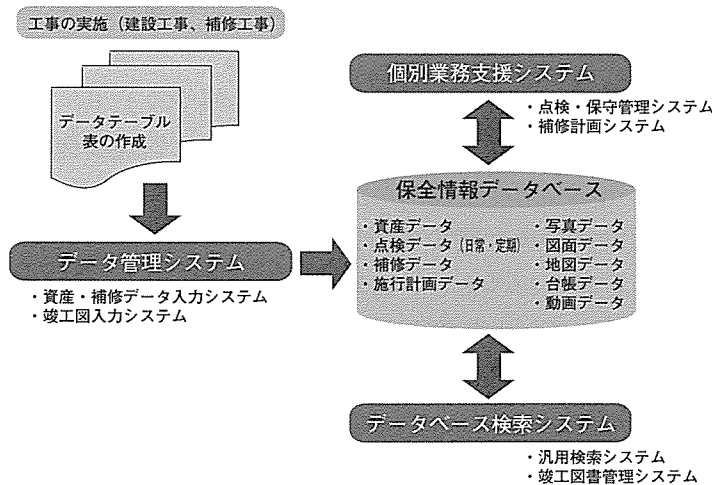 工事の実施（建設工事、補修工事）
データテーブル
表の作成
データ管理システム
・資産・補修データ入力システム
・竣工図入力システム
個別業務支援システム
・点検・保守管理システム
・補修計画システム
保全情報データベース
・資産データ
・点検データ（日常・定期）
・補修データ
・施行計画データ
・写真データ
・図面データ
・地図データ
・台帳データ
・動画データ
データベース検索システム
・汎用検索システム
・竣工図書管理システム